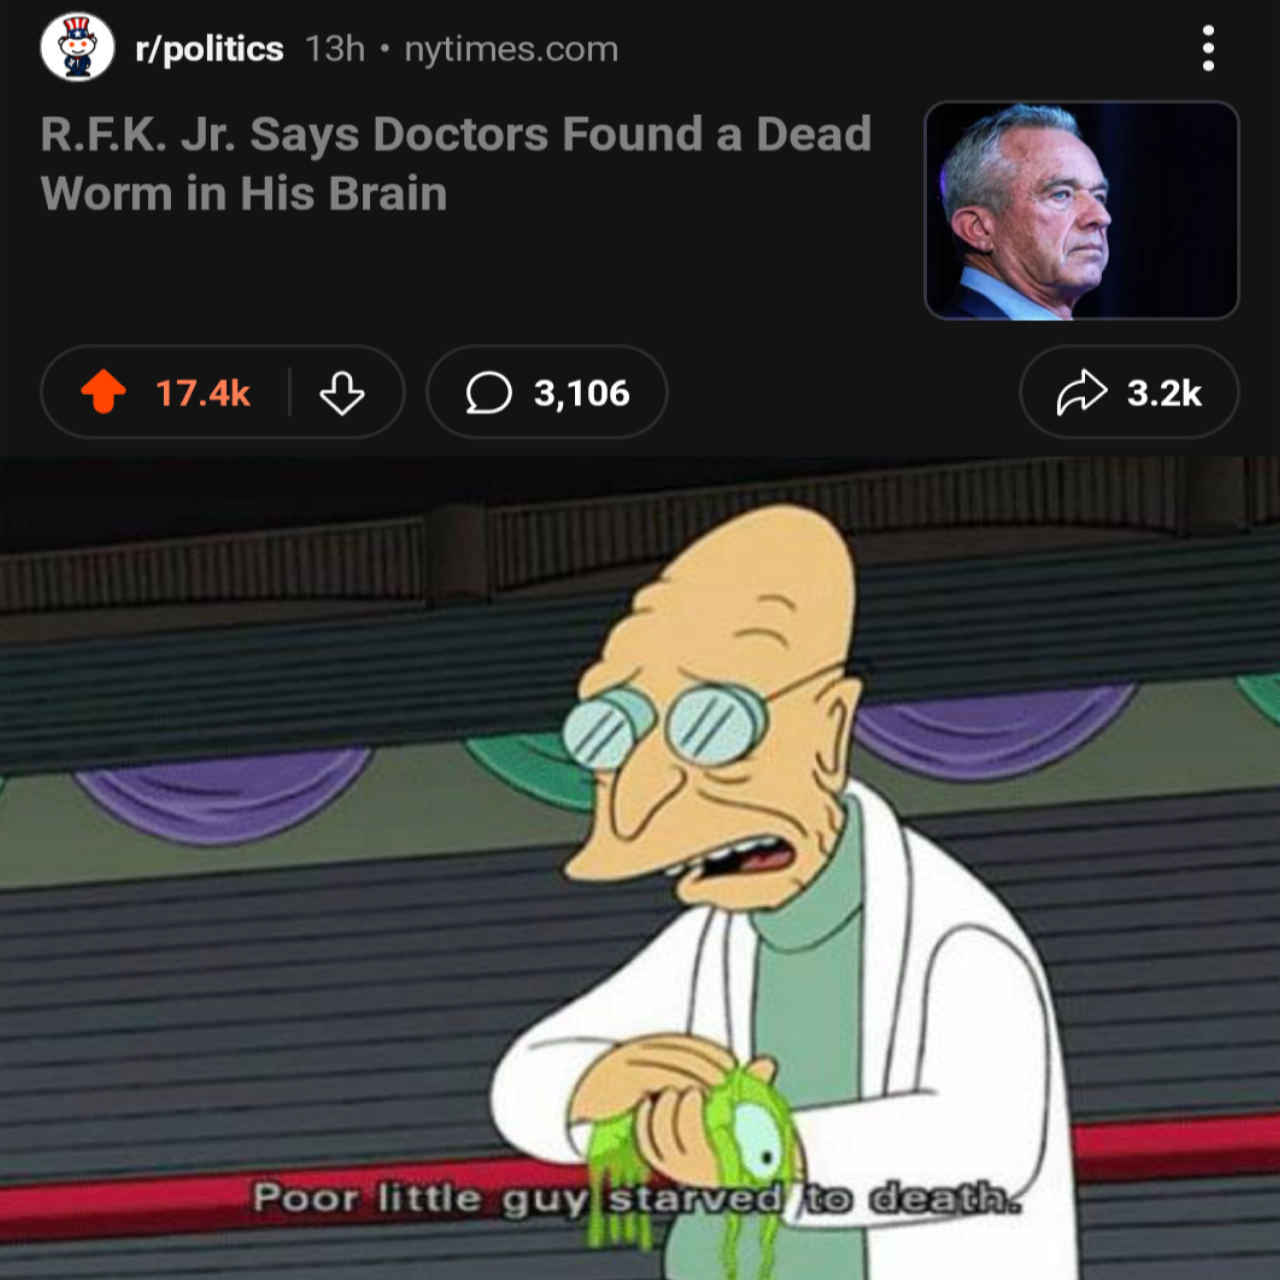 r/politics 13h • nytimes.com
R.F.K. Jr. Says Doctors Found a Dead
Worm in His Brain
17.4k 3,106 3.2k
Poor little guy starved to death.